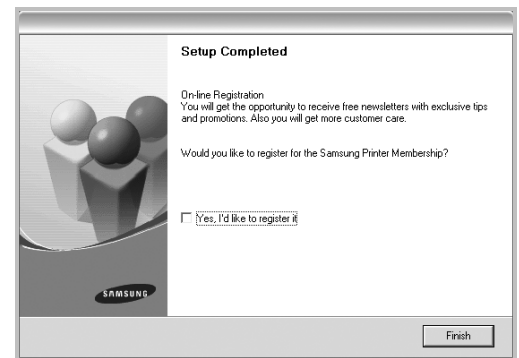 Setup Completed
On-line Registration
You will get the opportunity to receive free newsletters with exclusive tips
and promotions. Also you will get more customer care.
Would you like to register for the Samsung Printer Membership?
Yes, I'd like to register it
SAMSUNG
Finish